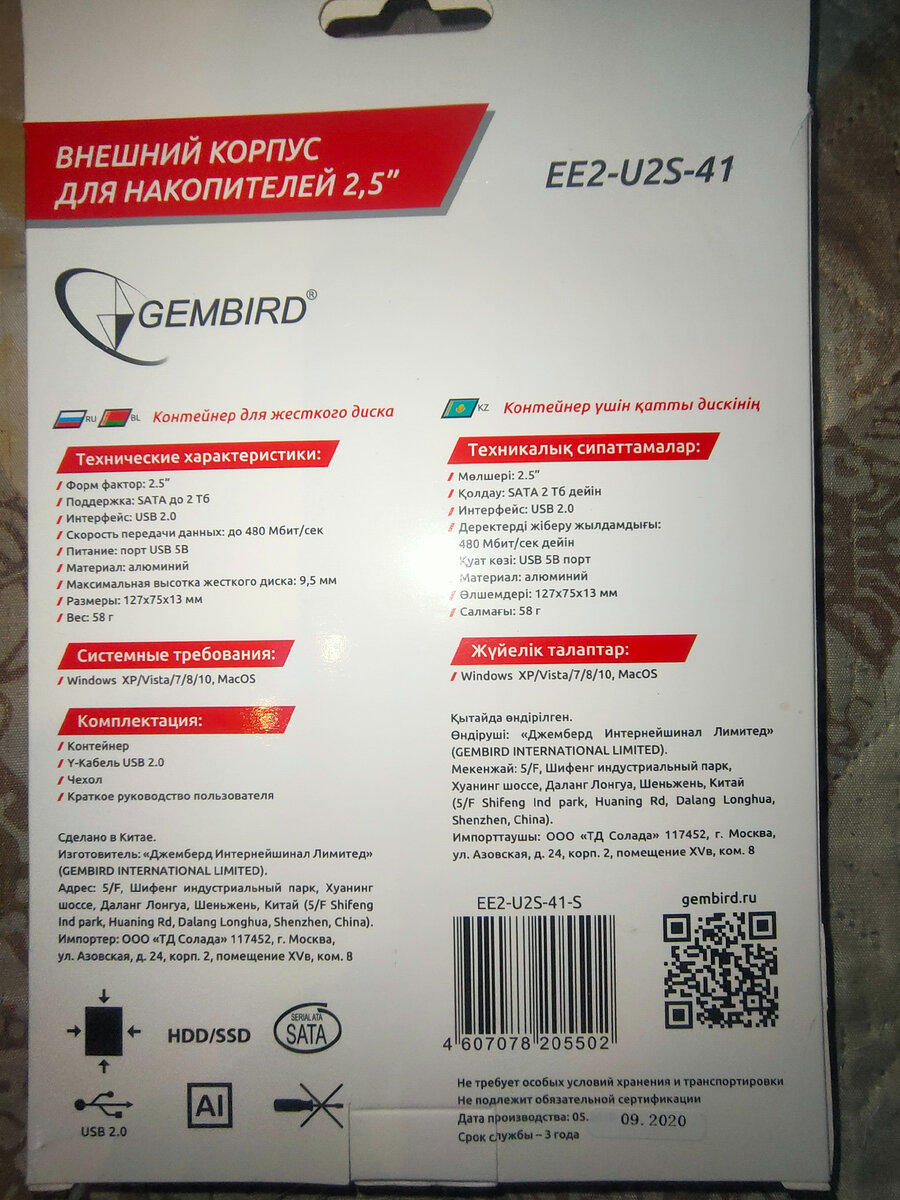 ВНЕШНИЙ КОРПУС
ДЛЯ НАКОПИТЕЛЕЙ 2,5”
EE2-U2S-41
GEMBIRD®
RU
BL
Контейнер для жесткого диска
Технические характеристики:
Форм фактор: 2.5”
Поддержка: SATA до 2 Тб
Интерфейс: USB 2.0
Скорость передачи данных: до 480 Мбит/сек
Питание: порт USB 5В
Материал: алюминий
Максимальная высотка жесткого диска: 9,5 мм
Размеры: 127х75х13 мм
Вес: 58 г
Системные требования:
Windows XP/Vista/7/8/10, MacOS
Комплектация:
Контейнер
Y-Кабель USB 2.0
Чехол
Краткое руководство пользователя
Сделано в Китае.
Изготовитель: «Джемберд Интернейшинал Лимитед»
(GEMBIRD INTERNATIONAL LIMITED).
Адрес: 5/F, Шифенг индустриальный парк, Хуанинг
шоссе, Даланг Лонгуа, Шеньжень, Китай (5/F Shifeng
Ind park, Huaning Rd, Dalang Longhua, Shenzhen, China).
Импортер: ООО «ТД Солада» 117452, г. Москва,
ул. Азовская, д. 24, корп. 2, помещение XVв, ком. 8
HDD/SSD
SERIAL ATA
SATA
USB 2.0
Al
KZ
Контейнер үшін қатты дискінің
Техникалық сипаттамалар:
Мөлшері: 2.5”
Қолдау: SATA 2 Тб дейін
Интерфейс: USB 2.0
Деректерді жіберу жылдамдығы:
480 Мбит/сек дейін
Қуат көзі: USB 5В порт
Материал: алюминий
Өлшемдері: 127х75х13 мм
Салмағы: 58 г
Жүйелік талаптар:
Windows XP/Vista/7/8/10, MacOS
Қытайда өндірілген.
Өндіруші: «Джемберд Интернейшинал Лимитед»
(GEMBIRD INTERNATIONAL LIMITED).
Мекенжай: 5/F, Шифенг индустриальный парк,
Хуанинг шоссе, Даланг Лонгуа, Шеньжень, Китай
(5/F Shifeng Ind park, Huaning Rd, Dalang Longhua,
Shenzhen, China).
Импорттаушы: ООО «ТД Солада» 117452, г. Москва,
ул. Азовская, д. 24, корп. 2, помещение XVв, ком. 8
EE2-U2S-41-S
4 607078 205502
gembird.ru
Не требует особых условий хранения и транспортировки
Не подлежит обязательной сертификации
Дата производства: 05.
09.2020
Срок службы – 3 года